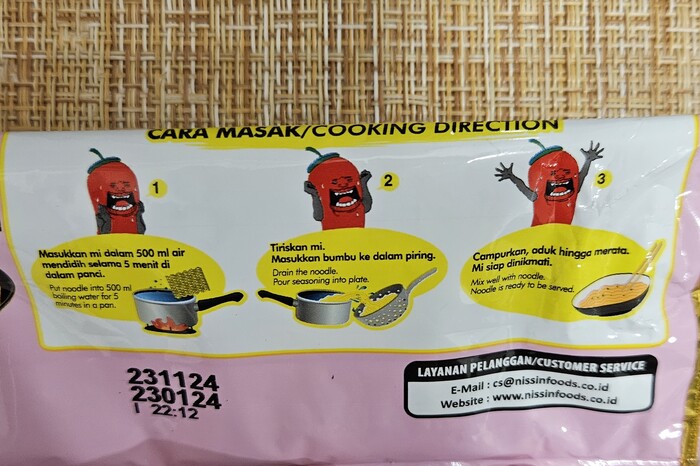 CARA MASAK/COOKING DIRECTION
1
Masukkan mi dalam 500 ml air
mendidih selama 5 menit di
dalam panci.
Put noodle into 500 ml
boiling water for 5
minutes in a pan.
2
Tiriskan mi.
Masukkan bumbu ke dalam piring.
Drain the noodle.
Pour seasoning into plate.
3
Campurkan, aduk hingga merata.
Mi siap dinikmati.
Mix well with noodle.
Noodle is ready to be served.
231124
230124
I 22:12
LAYANAN PELANGGAN/CUSTOMER SERVICE
E-Mail : cs@nissinfoods.co.id
Website : www.nissinfoods.co.id